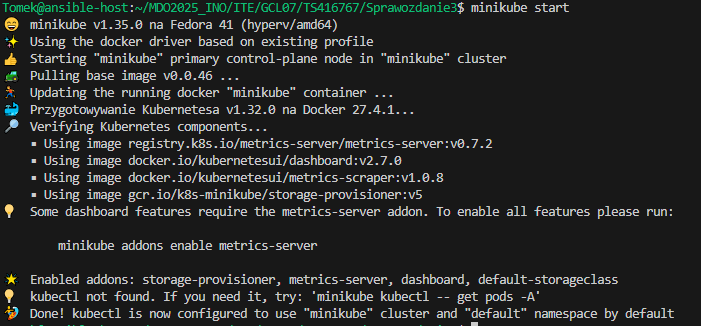 Tomek@ansible-host:~/MDO2025_INO/ITE/GCL07/TS416767/Sprawozdanie3$ minikube start
😄  minikube v1.35.0 na Fedora 41 (hyperv/amd64)
✨  Using the docker driver based on existing profile
👍  Starting "minikube" primary control-plane node in "minikube" cluster
🚜  Pulling base image v0.0.46 ...
🏃  Updating the running docker "minikube" container ...
🐳  Przygotowywanie Kubernetesa v1.32.0 na Docker 27.4.1...
🔎  Verifying Kubernetes components...
    ▪ Using image registry.k8s.io/metrics-server/metrics-server:v0.7.2
    ▪ Using image docker.io/kubernetesui/dashboard:v2.7.0
    ▪ Using image docker.io/kubernetesui/metrics-scraper:v1.0.8
    ▪ Using image gcr.io/k8s-minikube/storage-provisioner:v5
💡  Some dashboard features require the metrics-server addon. To enable all features please run:
        minikube addons enable metrics-server
🌟  Enabled addons: storage-provisioner, metrics-server, dashboard, default-storageclass
💡  kubectl not found. If you need it, try: 'minikube kubectl -- get pods -A'
🏄  Done! kubectl is now configured to use "minikube" cluster and "default" namespace by default